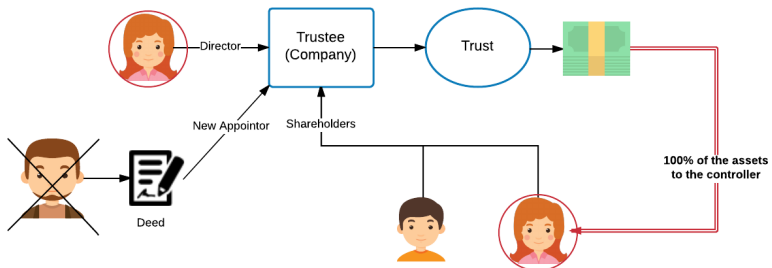 Director
Trustee
(Company)
Trust
New Appointor
Shareholders
100% of the assets
to the controller
Deed